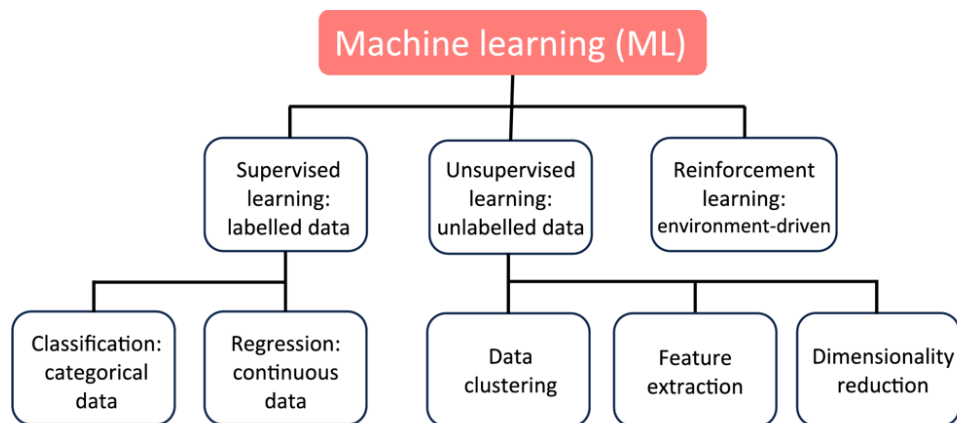 Machine learning (ML)
Supervised
learning:
labelled data
Unsupervised
learning:
unlabelled data
Reinforcement
learning:
environment-driven
Classification:
categorical
data
Regression:
continuous
data
Data
clustering
Feature
extraction
Dimensionality
reduction